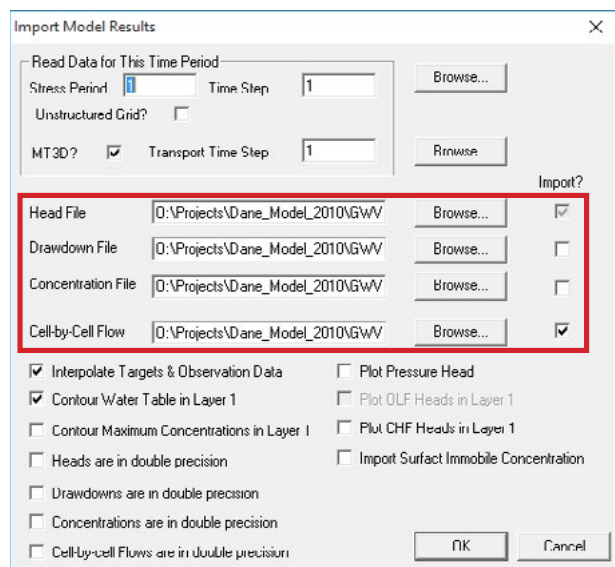 Import Model Results
Read Data for This Time Period
Stress Period 1 Time Step 1 Browse...
Unstructured Grid?
MT3D? Transport Time Step 1 Browse
Import?
Head File O:\Projects\Dane_Model_2010\GWV Browse...
Drawdown File O:\Projects\Dane_Model_2010\GWV Browse...
Concentration File O:\Projects\Dane_Model_2010\GWV Browse...
Cell-by-Cell Flow O:\Projects\Dane_Model_2010\GWV Browse...
Interpolate Targets & Observation Data Plot Pressure Head
Contour Water Table in Layer 1 Plot OLF Heads in Layer 1
Contour Maximum Concentrations in Layer 1 Plot CHF Heads in Layer 1
Heads are in double precision Import Surfact Immobile Concentration
Drawdowns are in double precision
Concentrations are in double precision
Cell-by-cell Flows are in double precision OK Cancel